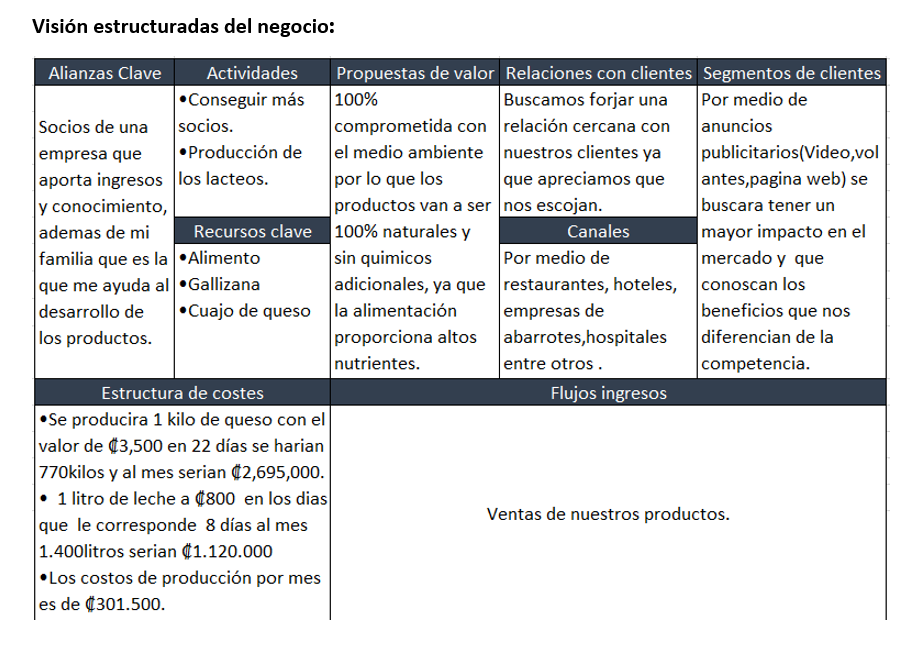 Visión estructuradas del negocio:
Alianzas Clave
Socios de una
empresa que
aporta ingresos
y conocimiento,
ademas de mi
familia que es la
que me ayuda al
desarrollo de
los productos.
Actividades
•Conseguir más
socios.
•Producción de
los lacteos.
Recursos clave
•Alimento
•Gallizana
•Cuajo de queso
Propuestas de valor
100%
comprometida con
el medio ambiente
por lo que los
productos van a ser
100% naturales y
sin quimicos
adicionales, ya que
la alimentación
proporciona altos
nutrientes.
Relaciones con clientes
Buscamos forjar una
relación cercana con
nuestros clientes ya
que apreciamos que
nos escojan.
Canales
Por medio de
restaurantes, hoteles,
empresas de
abarrotes,hospitales
entre otros .
Segmentos de clientes
Por medio de
anuncios
publicitarios(Video,vol
antes,pagina web) se
buscara tener un
mayor impacto en el
mercado y  que
conoscan los
beneficios que nos
diferencian de la
competencia.
Estructura de costes
•Se producira 1 kilo de queso con el
valor de ₡3,500 en 22 días se harian
770kilos y al mes serian ₡2,695,000.
•  1 litro de leche a ₡800  en los dias
que  le corresponde  8 días al mes
1.400litros serian ₡1.120.000
•Los costos de producción por mes
es de ₡301.500.
Flujos ingresos
Ventas de nuestros productos.